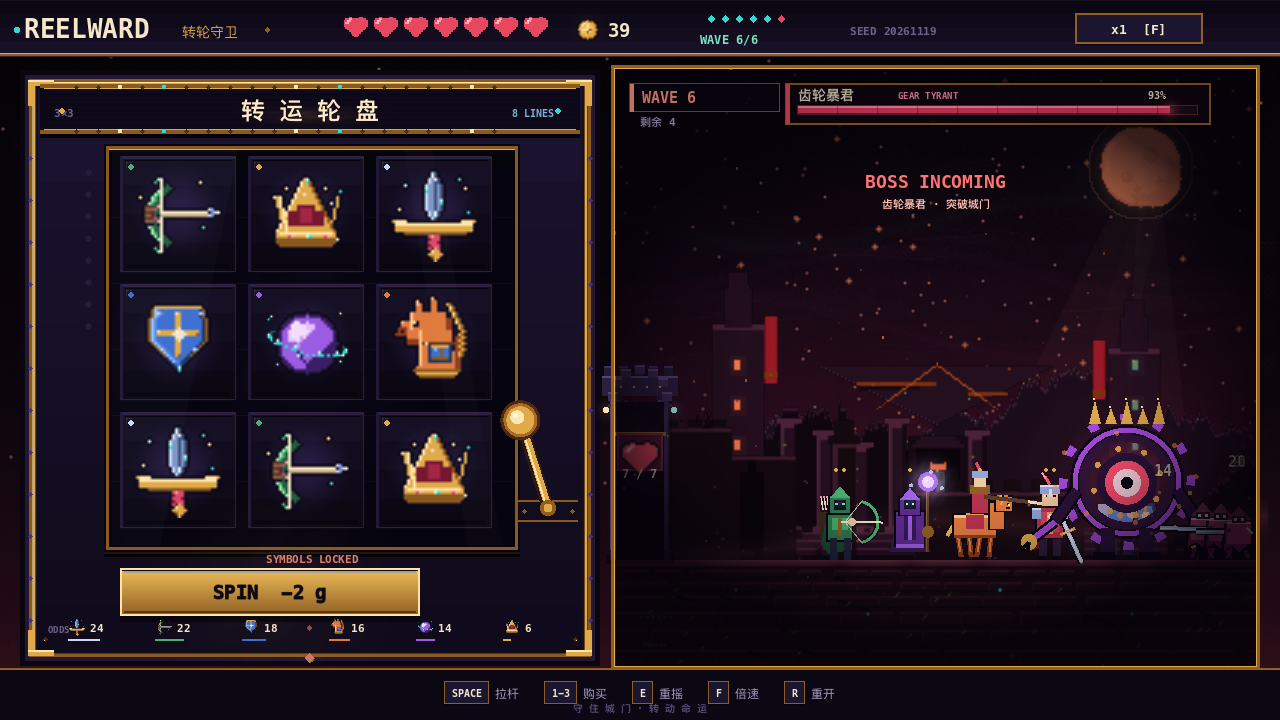 REELWARD 转轮守卫 39 WAVE 6/6 SEED 20261119 x1 [F]
3×3 转运轮盘 8 LINES
WAVE 6
剩余 4
齿轮暴君 GEAR TYRANT 93%
BOSS INCOMING
齿轮暴君 · 突破城门
7 / 7
14
SYMBOLS LOCKED
SPIN −2 g
ODDS 24 22 18 16 14 6
SPACE 拉杆 1−3 购买 E 重摇 F 倍速 R 重开
守住城门 · 转动命运